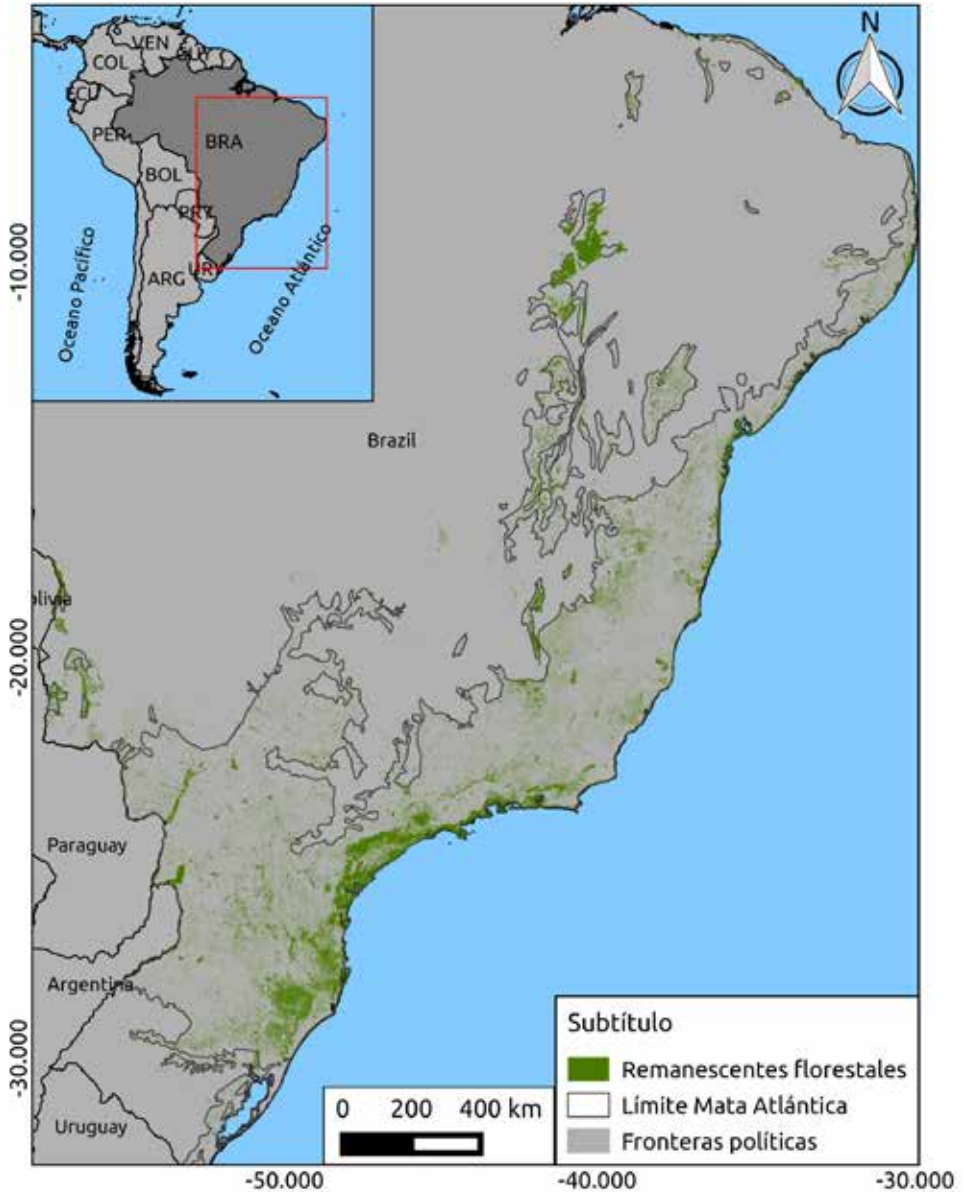 N
VEN
COL
PER
BRA
BOL
PRY
ARG
URY
Oceano Pacífico
Oceano Atlántico
-10.000
-20.000
-30.000
Brazil
Paraguay
Argentina
Uruguay
Subtítulo
Remanescentes florestales
Límite Mata Atlántica
Fronteras políticas
0 200 400 km
-50.000 -40.000 -30.000